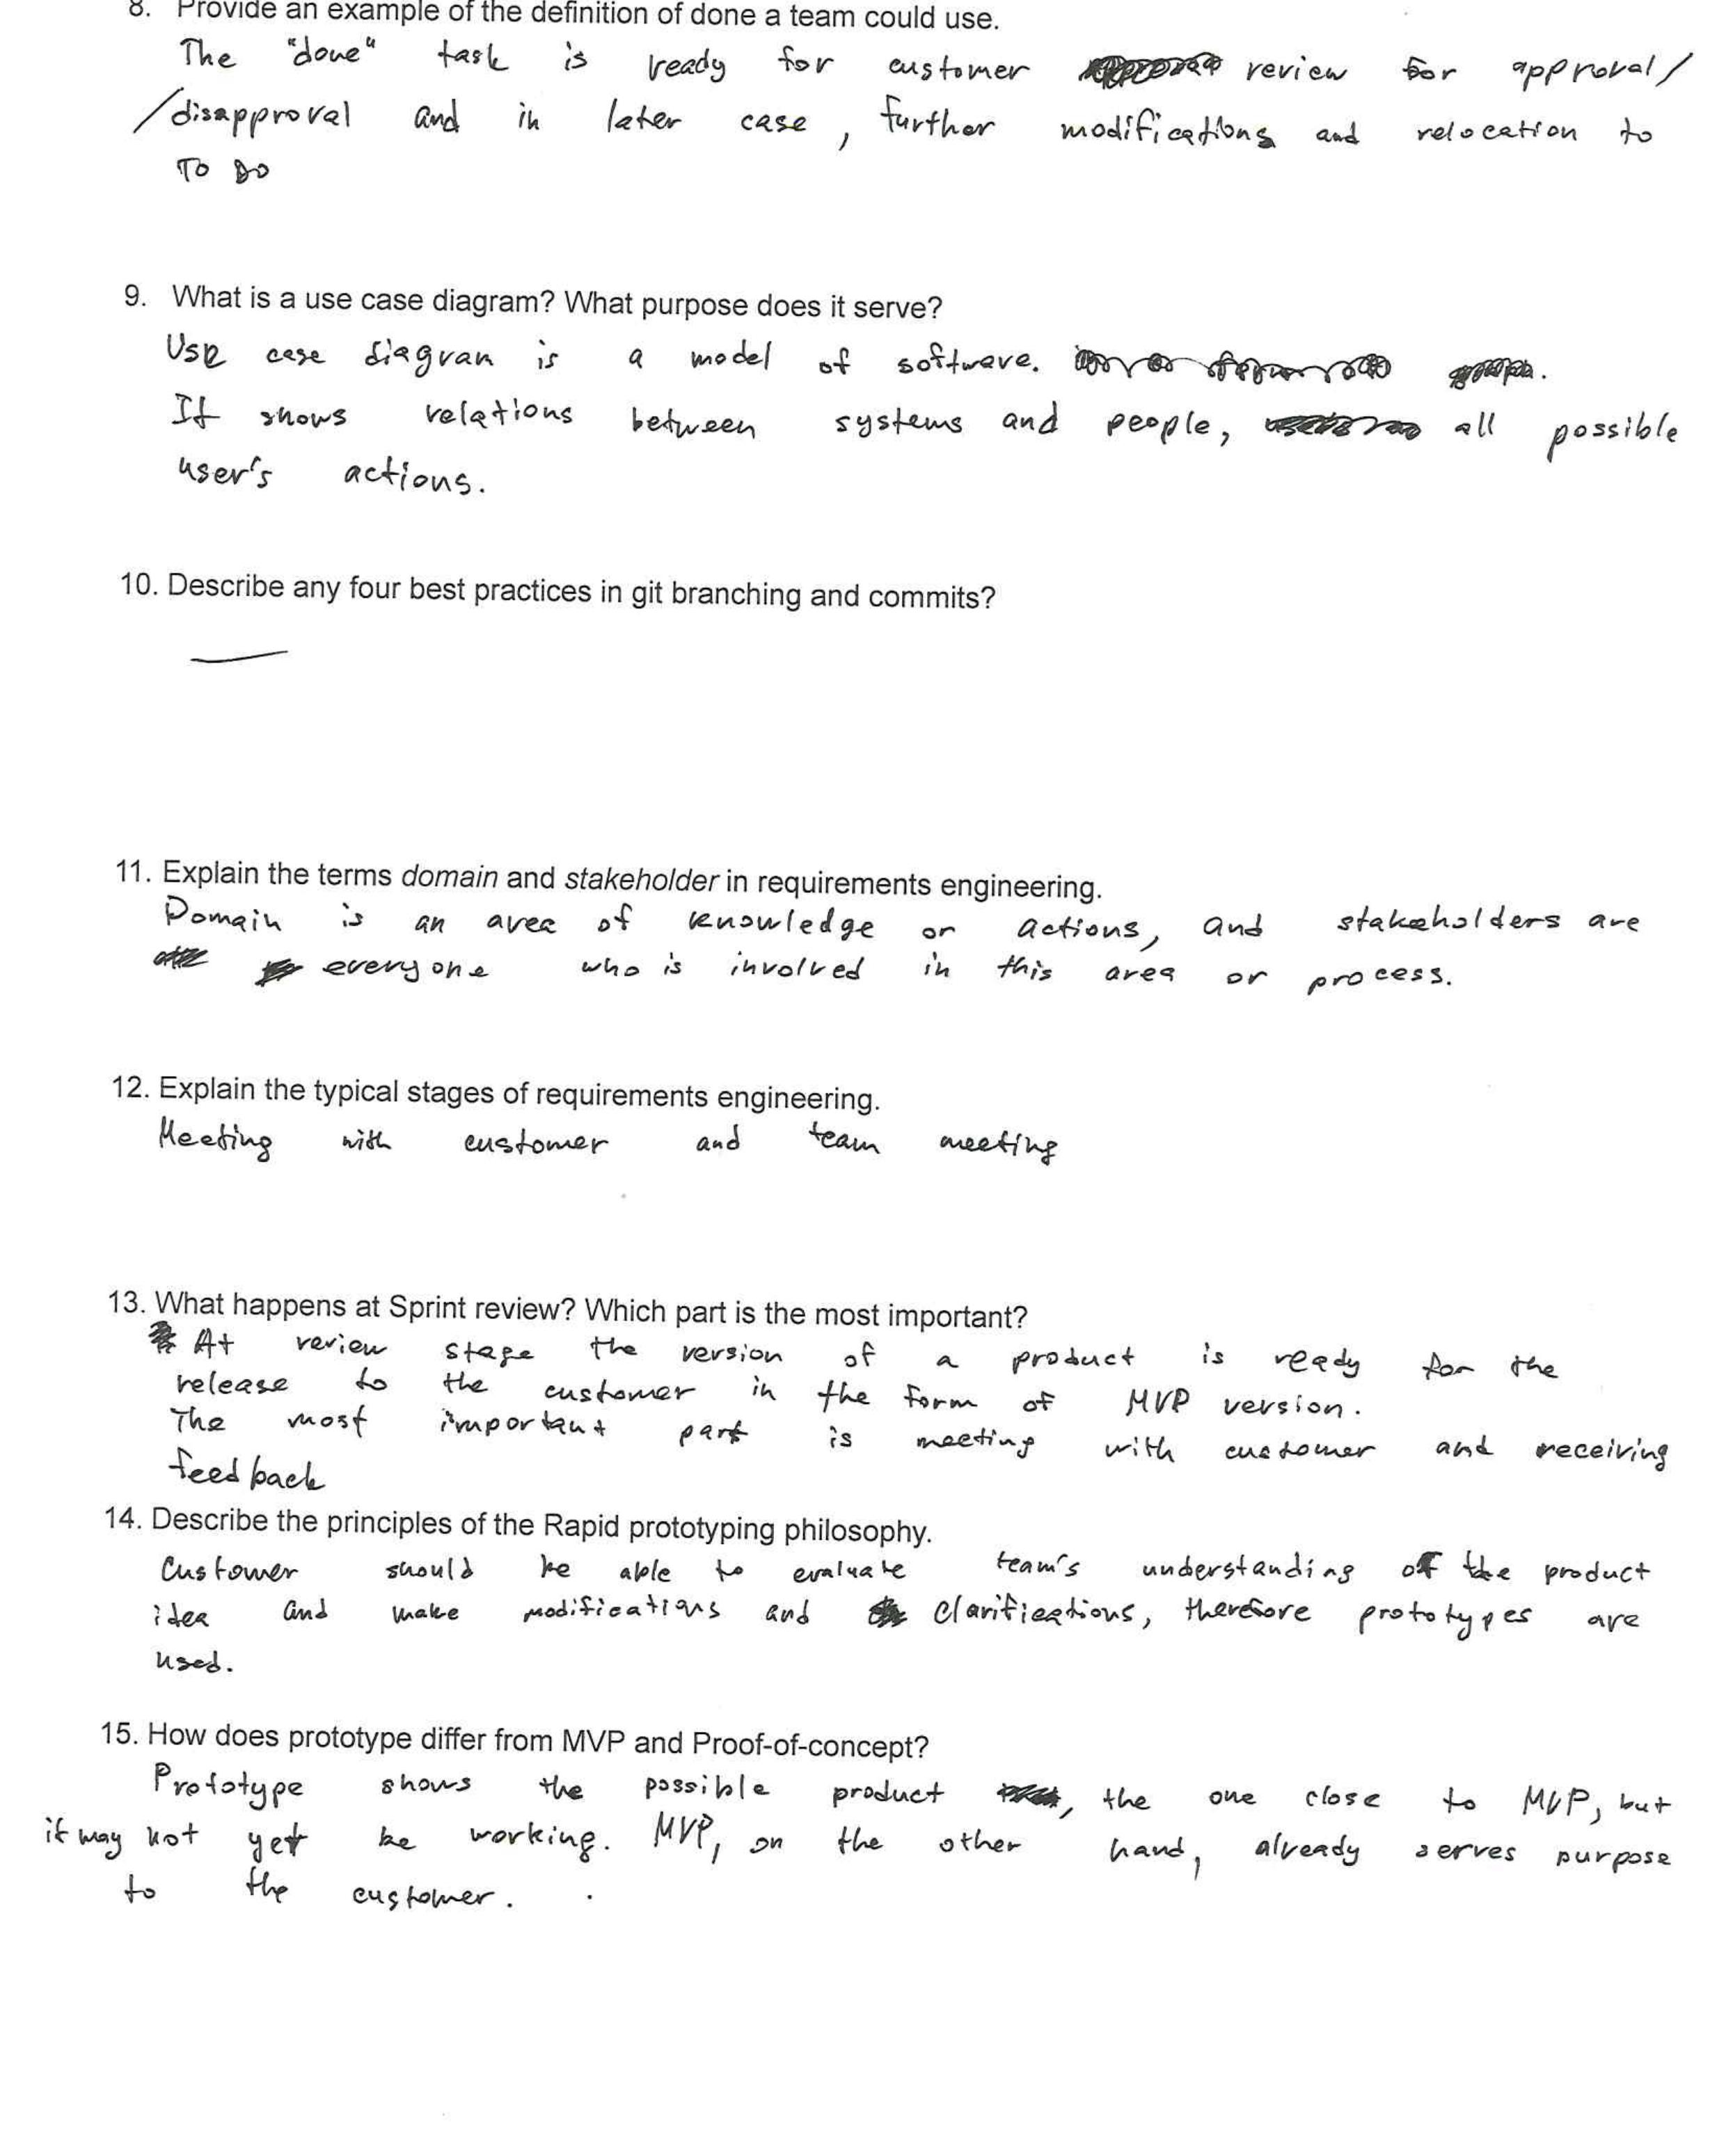 8. Provide an example of the definition of done a team could use.
The "done" task is ready for customer review for approval/
/disapproval and in later case, further modifications and relocation to
TO DO
9. What is a use case diagram? What purpose does it serve?
Use case diagram is a model of software.
It shows relations between systems and people, all possible
user's actions.
10. Describe any four best practices in git branching and commits?
11. Explain the terms domain and stakeholder in requirements engineering.
Domain is an area of knowledge or actions, and stakeholders are
everyone who is involved in this area or process.
12. Explain the typical stages of requirements engineering.
Meeting with customer and team meeting
13. What happens at Sprint review? Which part is the most important?
At review stage the version of a product is ready for the
release to the customer in the form of MVP version.
The most important part is meeting with customer and receiving
feedback
14. Describe the principles of the Rapid prototyping philosophy.
Customer should be able to evaluate team's understanding of the product
idea and make modifications and clarifications, therefore prototypes are
used.
15. How does prototype differ from MVP and Proof-of-concept?
Prototype shows the possible product, the one close to MVP, but
it may not yet be working. MVP, on the other hand, already serves purpose
to the customer.